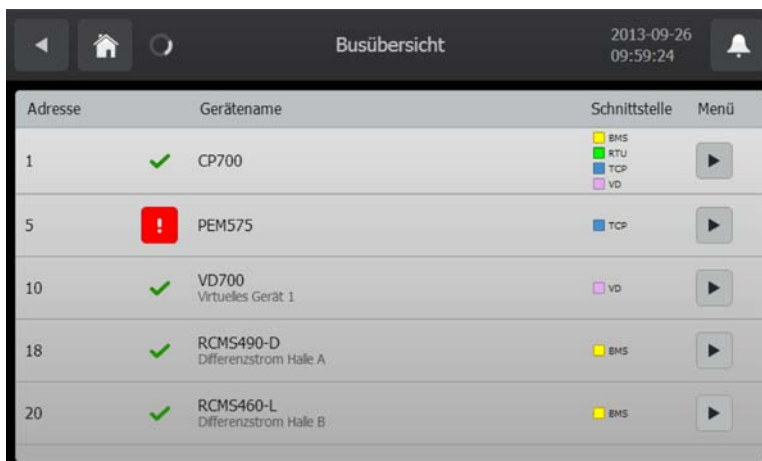 Busübersicht
2013-09-26
09:59:24
Adresse Gerätename Schnittstelle Menü
1 CP700
BMS
RTU
TCP
VD
5 ! PEM575 TCP
10 VD700 VD
Virtuelles Gerät 1
18 RCMS490-D BMS
Differenzstrom Halle A
20 RCMS460-L BMS
Differenzstrom Halle B